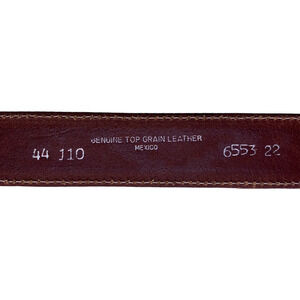 GENUINE TOP GRAIN LEATHER
MEXICO
44 110
6553 22